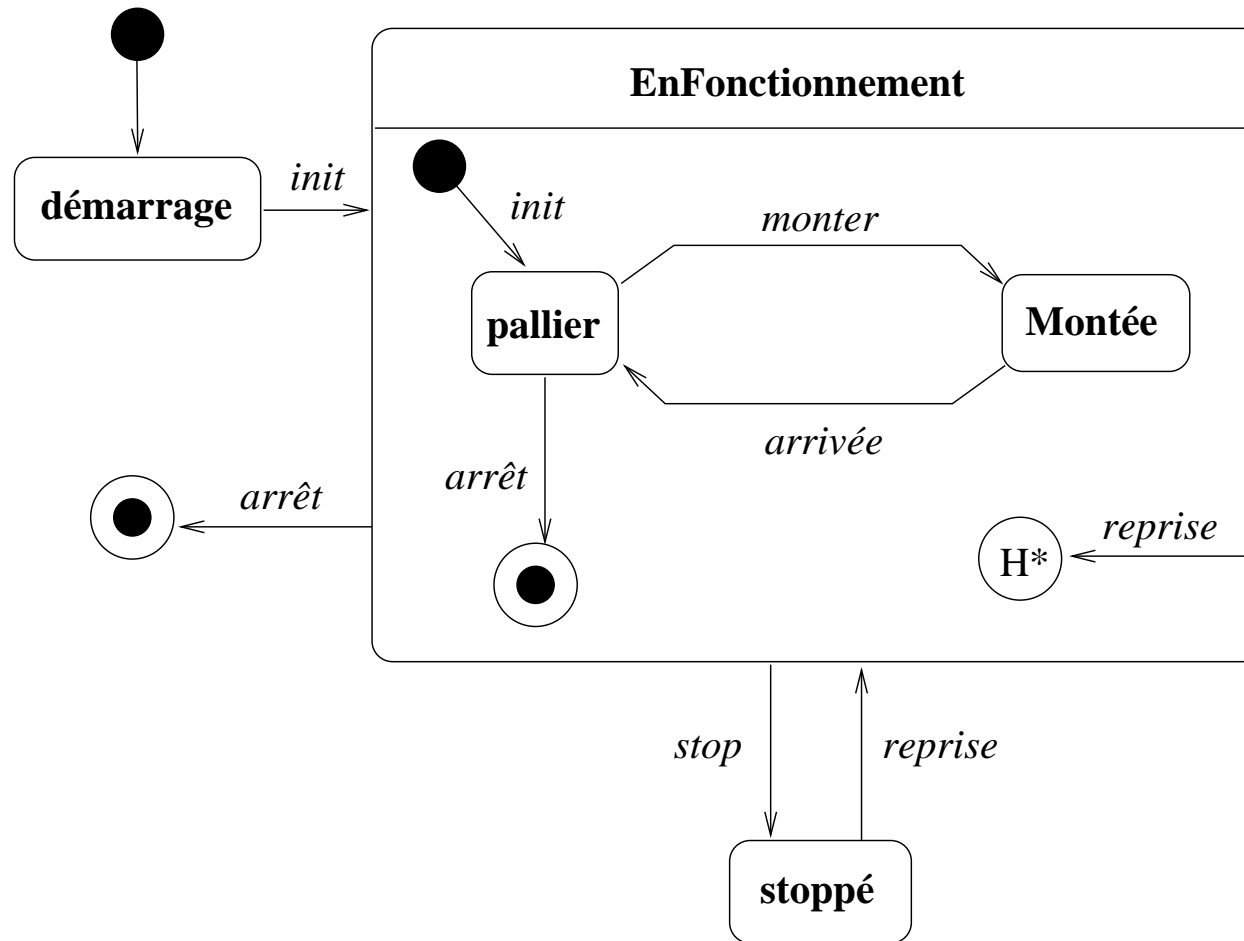 EnFonctionnement
démarrage
init
init
monter
pallier
Montée
arrivée
arrêt
arrêt
reprise
H*
stop
reprise
stoppé